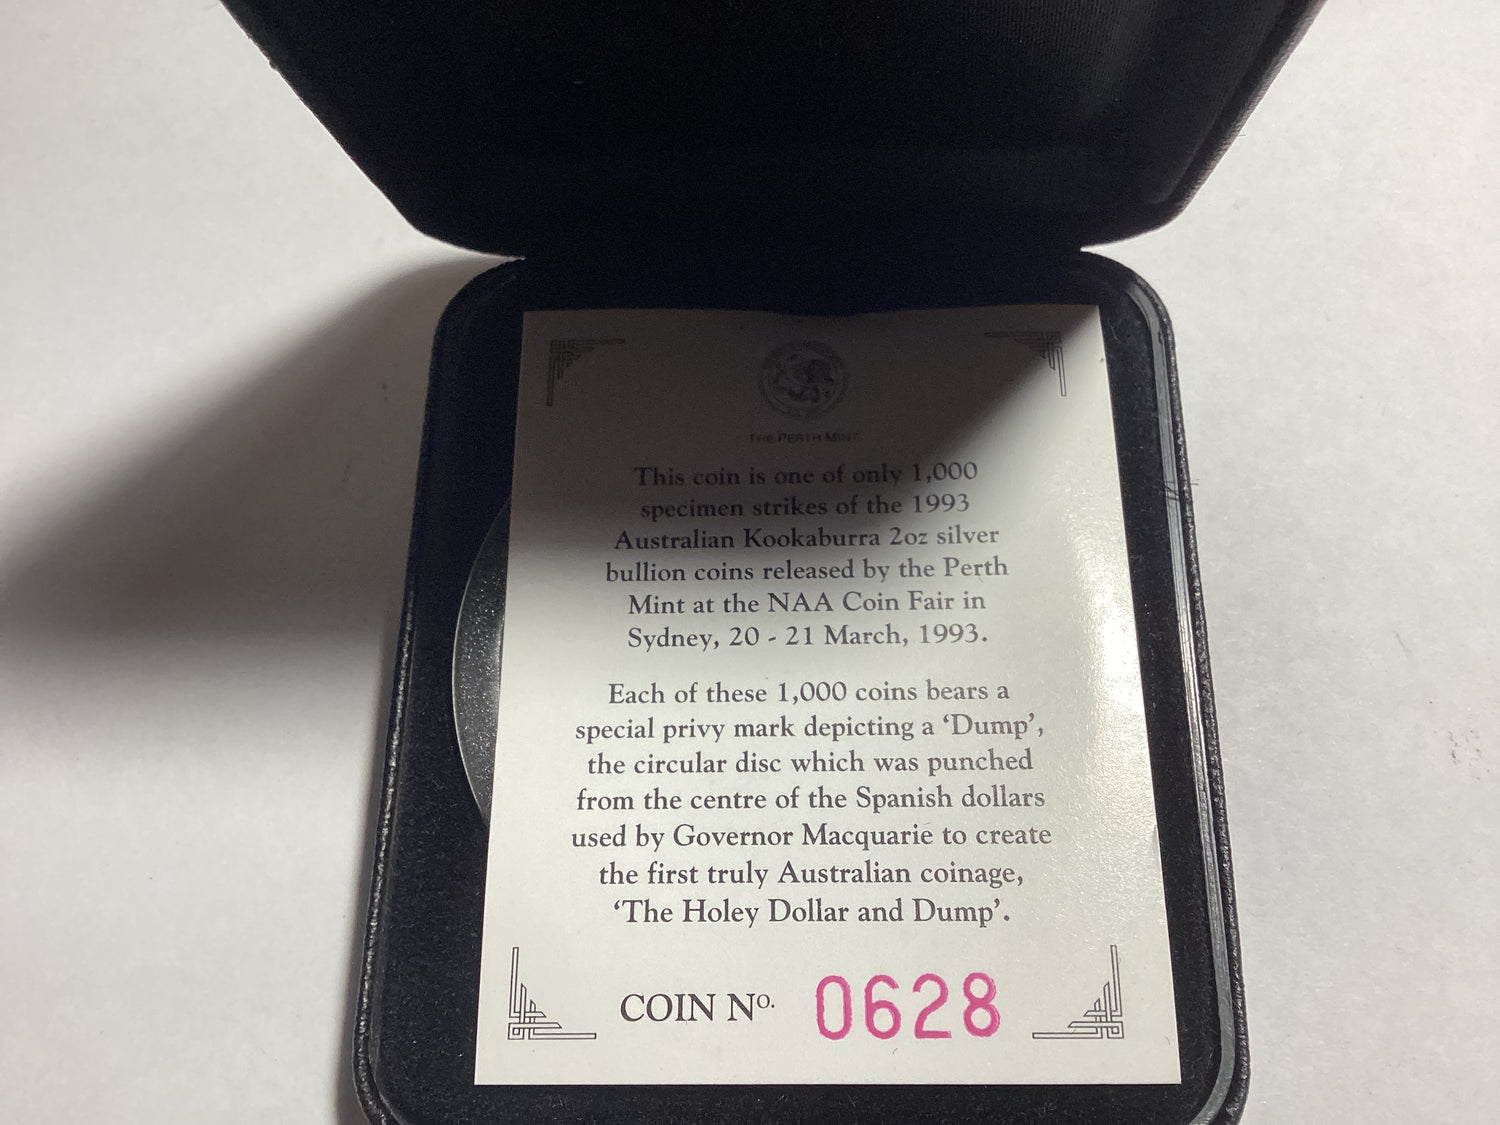 THE PERTH MINT
This coin is one of only 1,000
specimen strikes of the 1993
Australian Kookaburra 2oz silver
bullion coins released by the Perth
Mint at the NAA Coin Fair in
Sydney, 20 - 21 March, 1993.
Each of these 1,000 coins bears a
special privy mark depicting a ‘Dump’,
the circular disc which was punched
from the centre of the Spanish dollars
used by Governor Macquarie to create
the first truly Australian coinage,
‘The Holey Dollar and Dump’.
COIN No. 0628